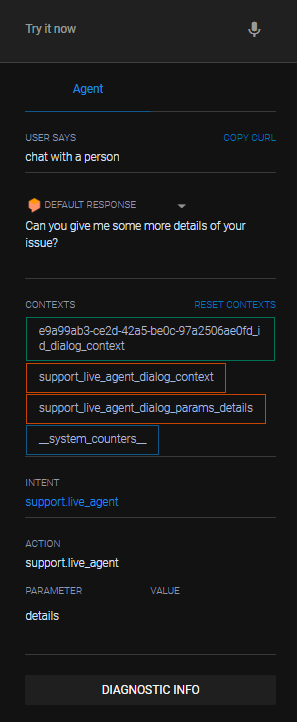 Try it now
Agent
USER SAYS COPY CURL
chat with a person
DEFAULT RESPONSE
Can you give me some more details of your
issue?
CONTEXTS RESET CONTEXTS
e9a99ab3-ce2d-42a5-be0c-97a2506ae0fd_i
d_dialog_context
support_live_agent_dialog_context
support_live_agent_dialog_params_details
__system_counters__
INTENT
support.live_agent
ACTION
support.live_agent
PARAMETER VALUE
details
DIAGNOSTIC INFO